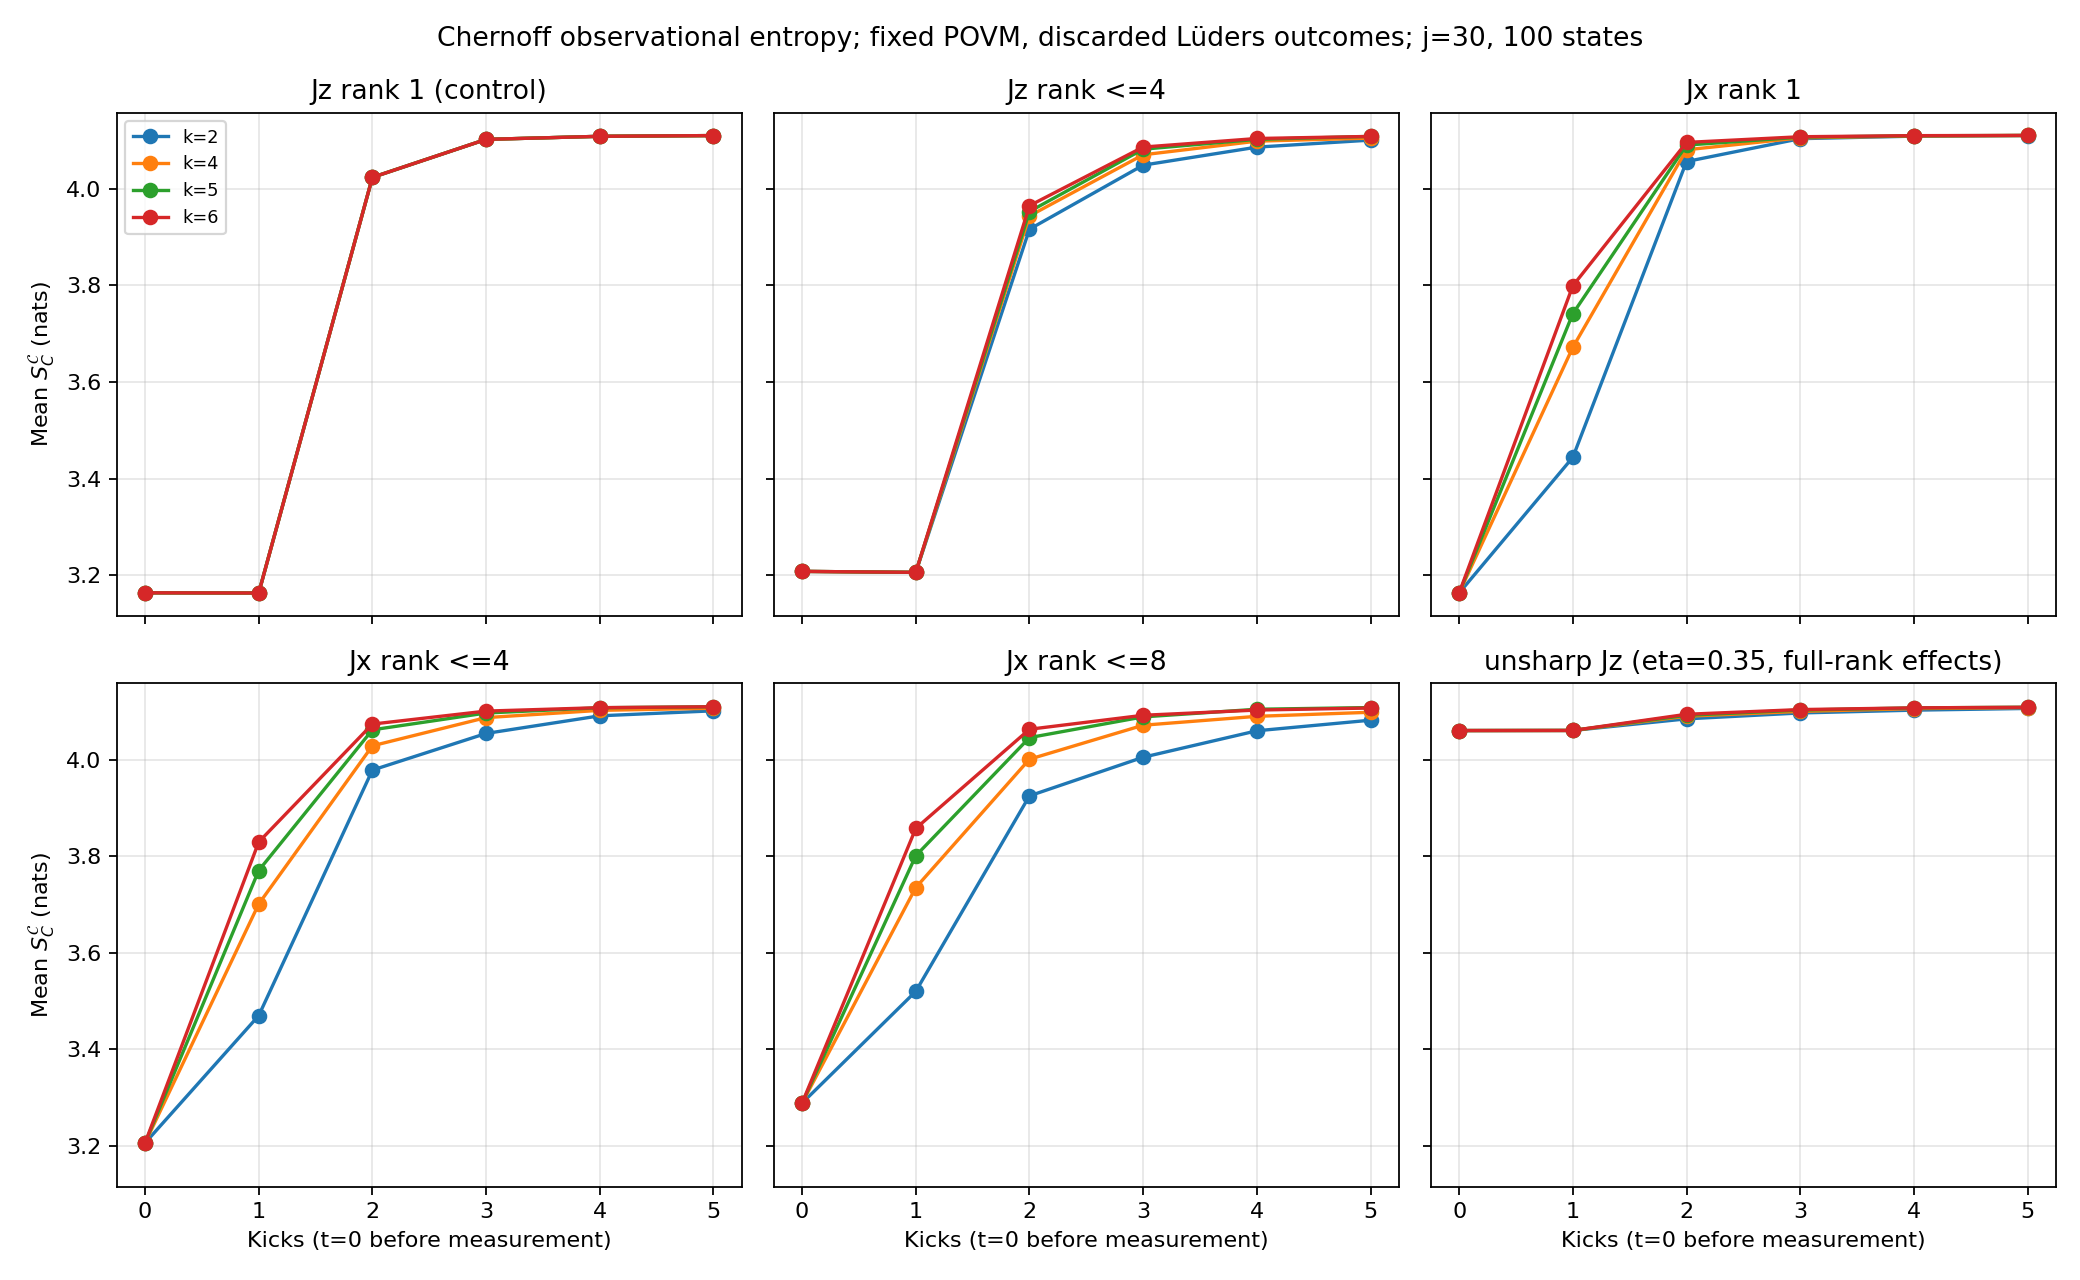 Chernoff observational entropy; fixed POVM, discarded Lüders outcomes; j=30, 100 states
Jz rank 1 (control)
Jz rank <=4
Jx rank 1
k=2
k=4
k=5
k=6
4.0
3.8
3.6
3.4
3.2
Mean S_C^ℒ (nats)
Jx rank <=4
Jx rank <=8
unsharp Jz (eta=0.35, full-rank effects)
4.0
3.8
3.6
3.4
3.2
Mean S_C^ℒ (nats)
0 1 2 3 4 5
0 1 2 3 4 5
0 1 2 3 4 5
Kicks (t=0 before measurement)
Kicks (t=0 before measurement)
Kicks (t=0 before measurement)